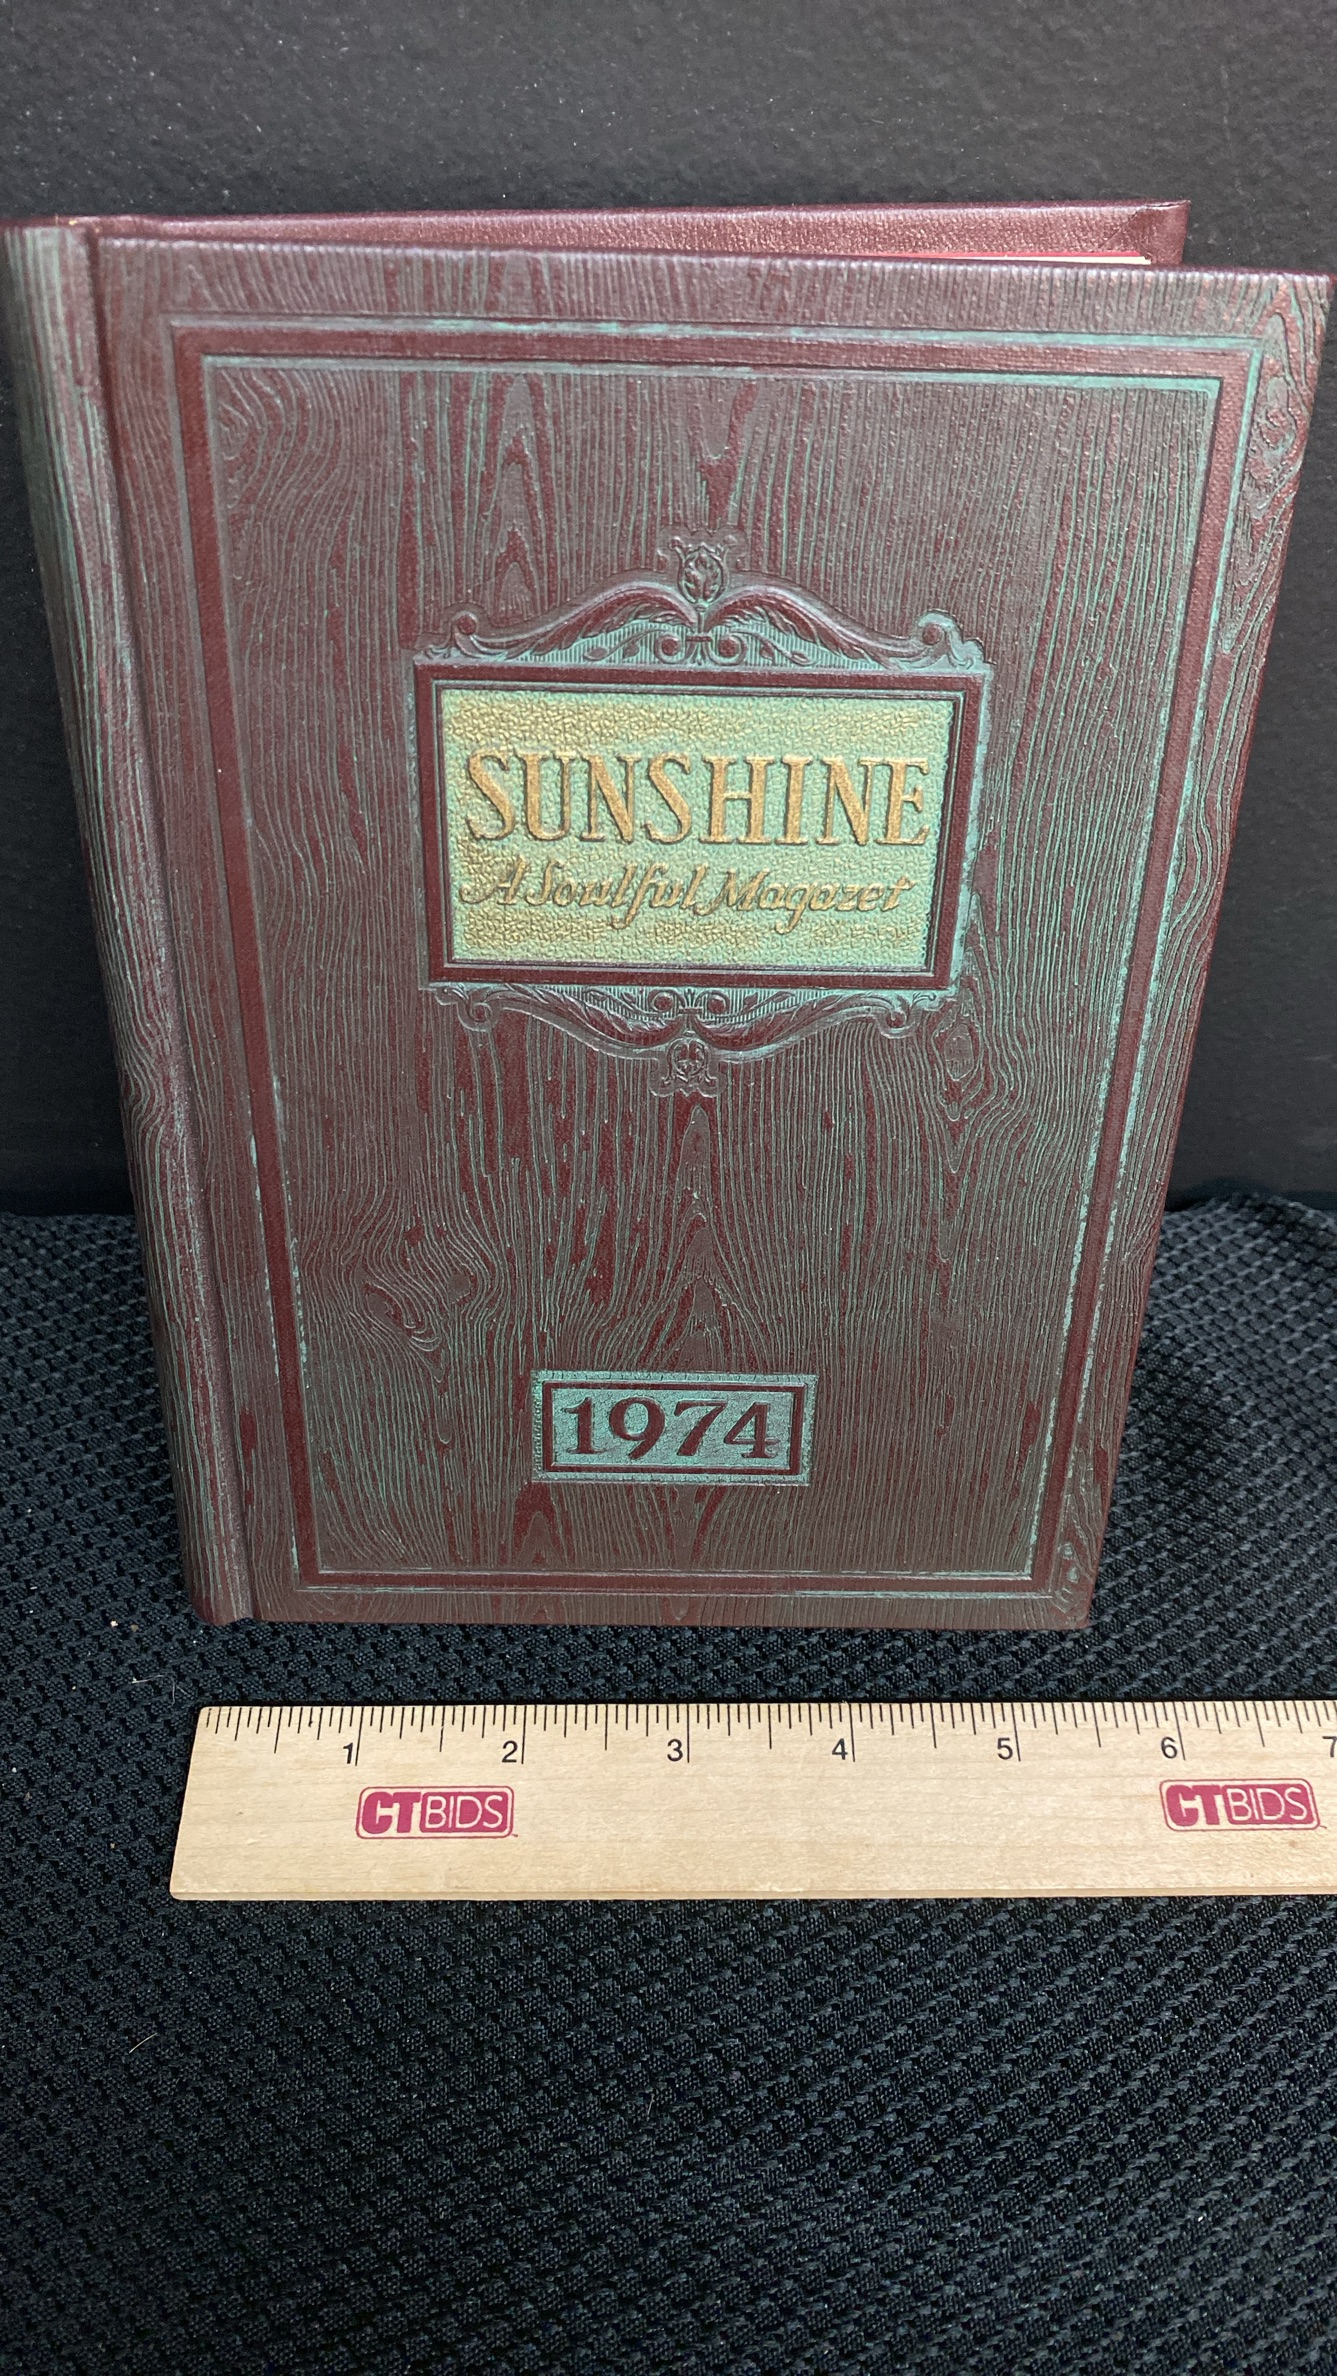 SUNSHINE
A Soulful Magazet
1974
1 2 3 4 5 6 7
CTBIDS CTBIDS